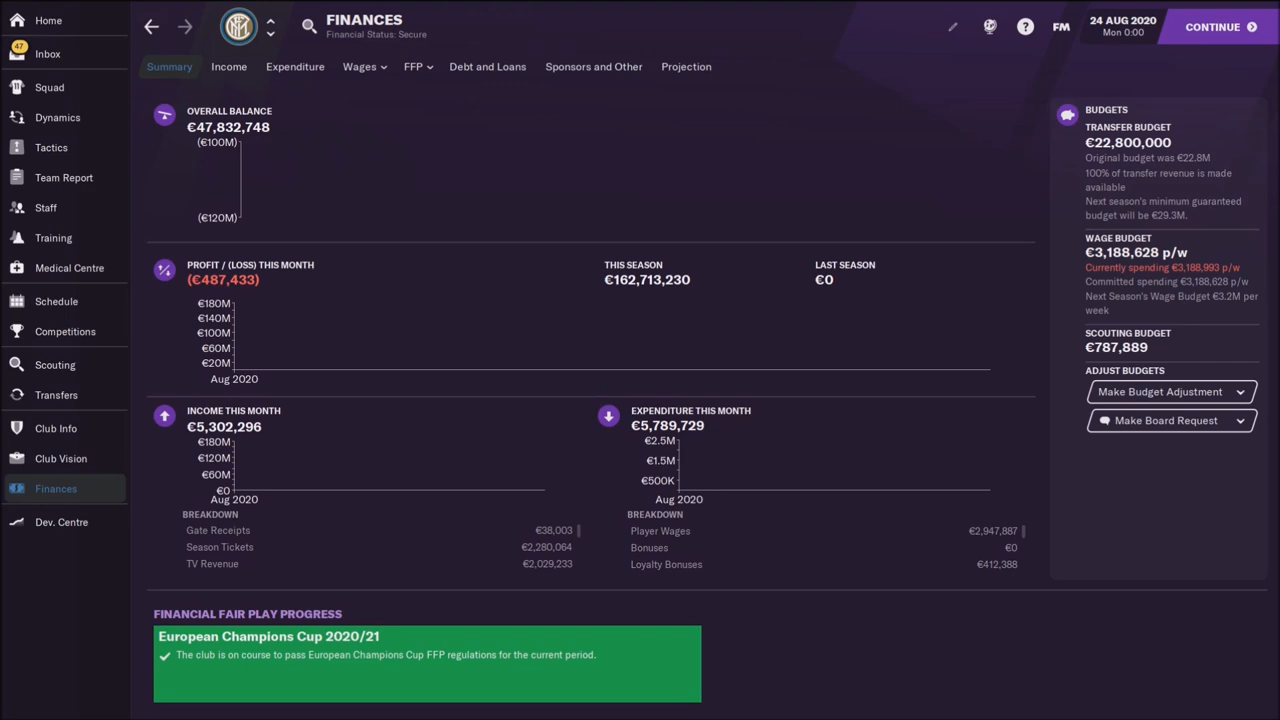 Home
47
Inbox
Squad
Dynamics
Tactics
Team Report
Staff
Training
Medical Centre
Schedule
Competitions
Scouting
Transfers
Club Info
Club Vision
Finances
Dev. Centre
FINANCES
Financial Status: Secure
FM
24 AUG 2020
Mon 0:00
CONTINUE
Summary
Income
Expenditure
Wages
FFP
Debt and Loans
Sponsors and Other
Projection
OVERALL BALANCE
€47,832,748
(€100M)
(€120M)
PROFIT / (LOSS) THIS MONTH
(€487,433)
THIS SEASON
€162,713,230
LAST SEASON
€0
€180M
€140M
€100M
€60M
€20M
Aug 2020
INCOME THIS MONTH
€5,302,296
€180M
€120M
€60M
€0
Aug 2020
BREAKDOWN
Gate Receipts €38,003
Season Tickets €2,280,064
TV Revenue €2,029,233
EXPENDITURE THIS MONTH
€5,789,729
€2.5M
€1.5M
€500K
Aug 2020
BREAKDOWN
Player Wages €2,947,887
Bonuses €0
Loyalty Bonuses €412,388
FINANCIAL FAIR PLAY PROGRESS
European Champions Cup 2020/21
The club is on course to pass European Champions Cup FFP regulations for the current period.
BUDGETS
TRANSFER BUDGET
€22,800,000
Original budget was €22.8M
100% of transfer revenue is made
available
Next season's minimum guaranteed
budget will be €29.3M.
WAGE BUDGET
€3,188,628 p/w
Currently spending €3,188,993 p/w
Committed spending €3,188,628 p/w
Next Season's Wage Budget €3.2M per
week
SCOUTING BUDGET
€787,889
ADJUST BUDGETS
Make Budget Adjustment
Make Board Request